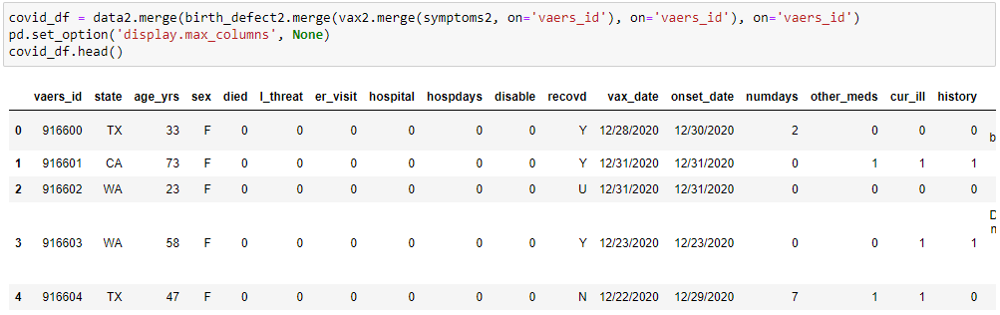 covid_df = data2.merge(birth_defect2.merge(vax2.merge(symptoms2, on='vaers_id'), on='vaers_id'), on='vaers_id')
pd.set_option('display.max_columns', None)
covid_df.head()
vaers_id state age_yrs sex died l_threat er_visit hospital hospdays disable recovd vax_date onset_date numdays other_meds cur_ill history
0 916600 TX 33 F 0 0 0 0 0 0 Y 12/28/2020 12/30/2020 2 0 0 0
b
1 916601 CA 73 F 0 0 0 0 0 0 Y 12/31/2020 12/31/2020 0 1 1 1
2 916602 WA 23 F 0 0 0 0 0 0 U 12/31/2020 12/31/2020 0 0 0 0
D
n
3 916603 WA 58 F 0 0 0 0 0 0 Y 12/23/2020 12/23/2020 0 0 1 1
4 916604 TX 47 F 0 0 0 0 0 0 N 12/22/2020 12/29/2020 7 1 1 0